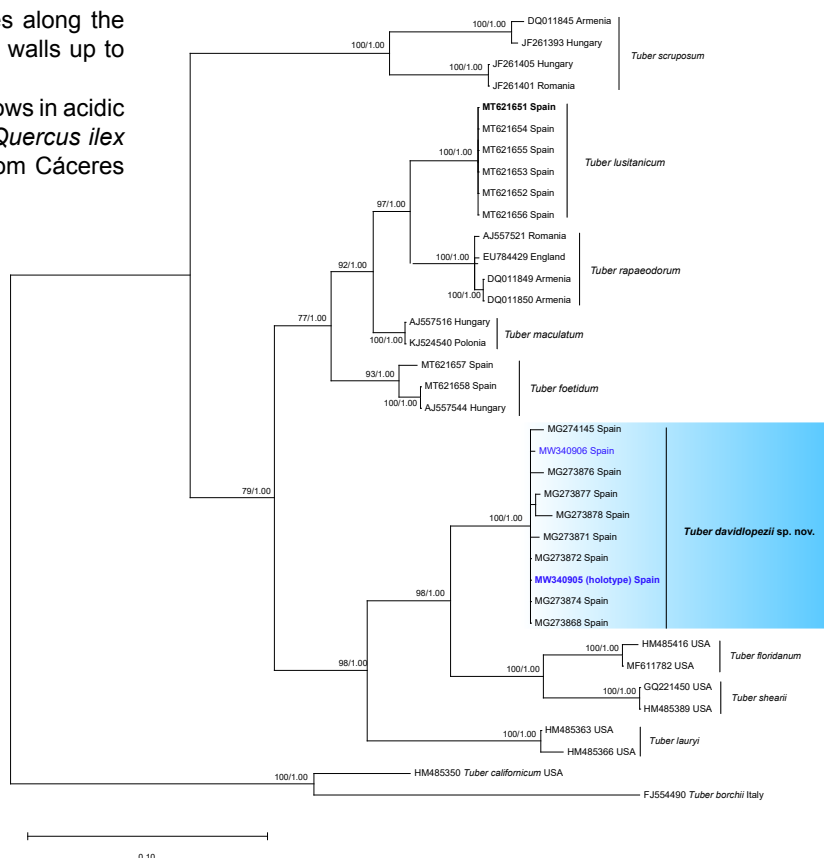 es along the
walls up to
ows in acidic
Quercus ilex
om Cáceres
DQ011845 Armenia
100/1.00
JF261393 Hungary
100/1.00
Tuber scruposum
JF261405 Hungary
100/1.00
JF261401 Romania
MT621651 Spain
MT621654 Spain
MT621655 Spain
100/1.00
Tuber lusitanicum
MT621653 Spain
MT621652 Spain
97/1.00
MT621656 Spain
AJ557521 Romania
EU784429 England
100/1.00
Tuber rapaeodorum
92/1.00
DQ011849 Armenia
100/1.00
DQ011850 Armenia
77/1.00
AJ557516 Hungary
Tuber maculatum
100/1.00
KJ524540 Polonia
MT621657 Spain
93/1.00
MT621658 Spain
Tuber foetidum
100/1.00
AJ557544 Hungary
MG274145 Spain
MW340906 Spain
MG273876 Spain
79/1.00
MG273877 Spain
MG273878 Spain
100/1.00
Tuber davidlopezii sp. nov.
MG273871 Spain
MG273872 Spain
MW340905 (holotype) Spain
98/1.00
MG273874 Spain
MG273868 Spain
HM485416 USA
100/1.00
Tuber floridanum
MF611782 USA
98/1.00
100/1.00
GQ221450 USA
100/1.00
Tuber shearii
HM485389 USA
HM485363 USA
100/1.00
Tuber lauryi
HM485366 USA
HM485350 Tuber californicum USA
100/1.00
FJ554490 Tuber borchii Italy
0.10